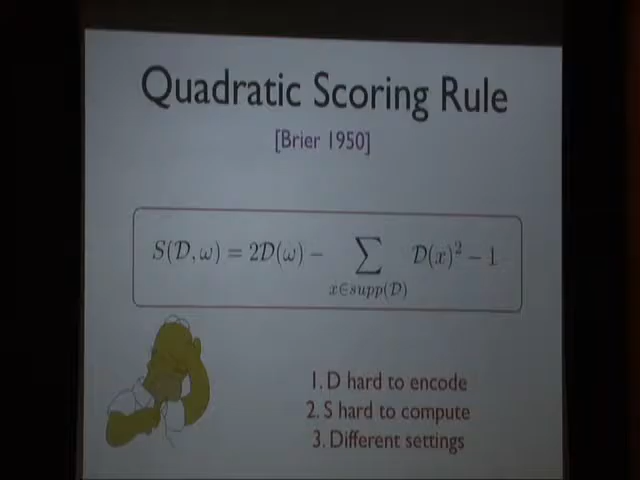 Quadratic Scoring Rule
[Brier 1950]
S(D, ω) = 2D(ω) − ∑ x∈supp(D) D(x)² − 1
1. D hard to encode
2. S hard to compute
3. Different settings